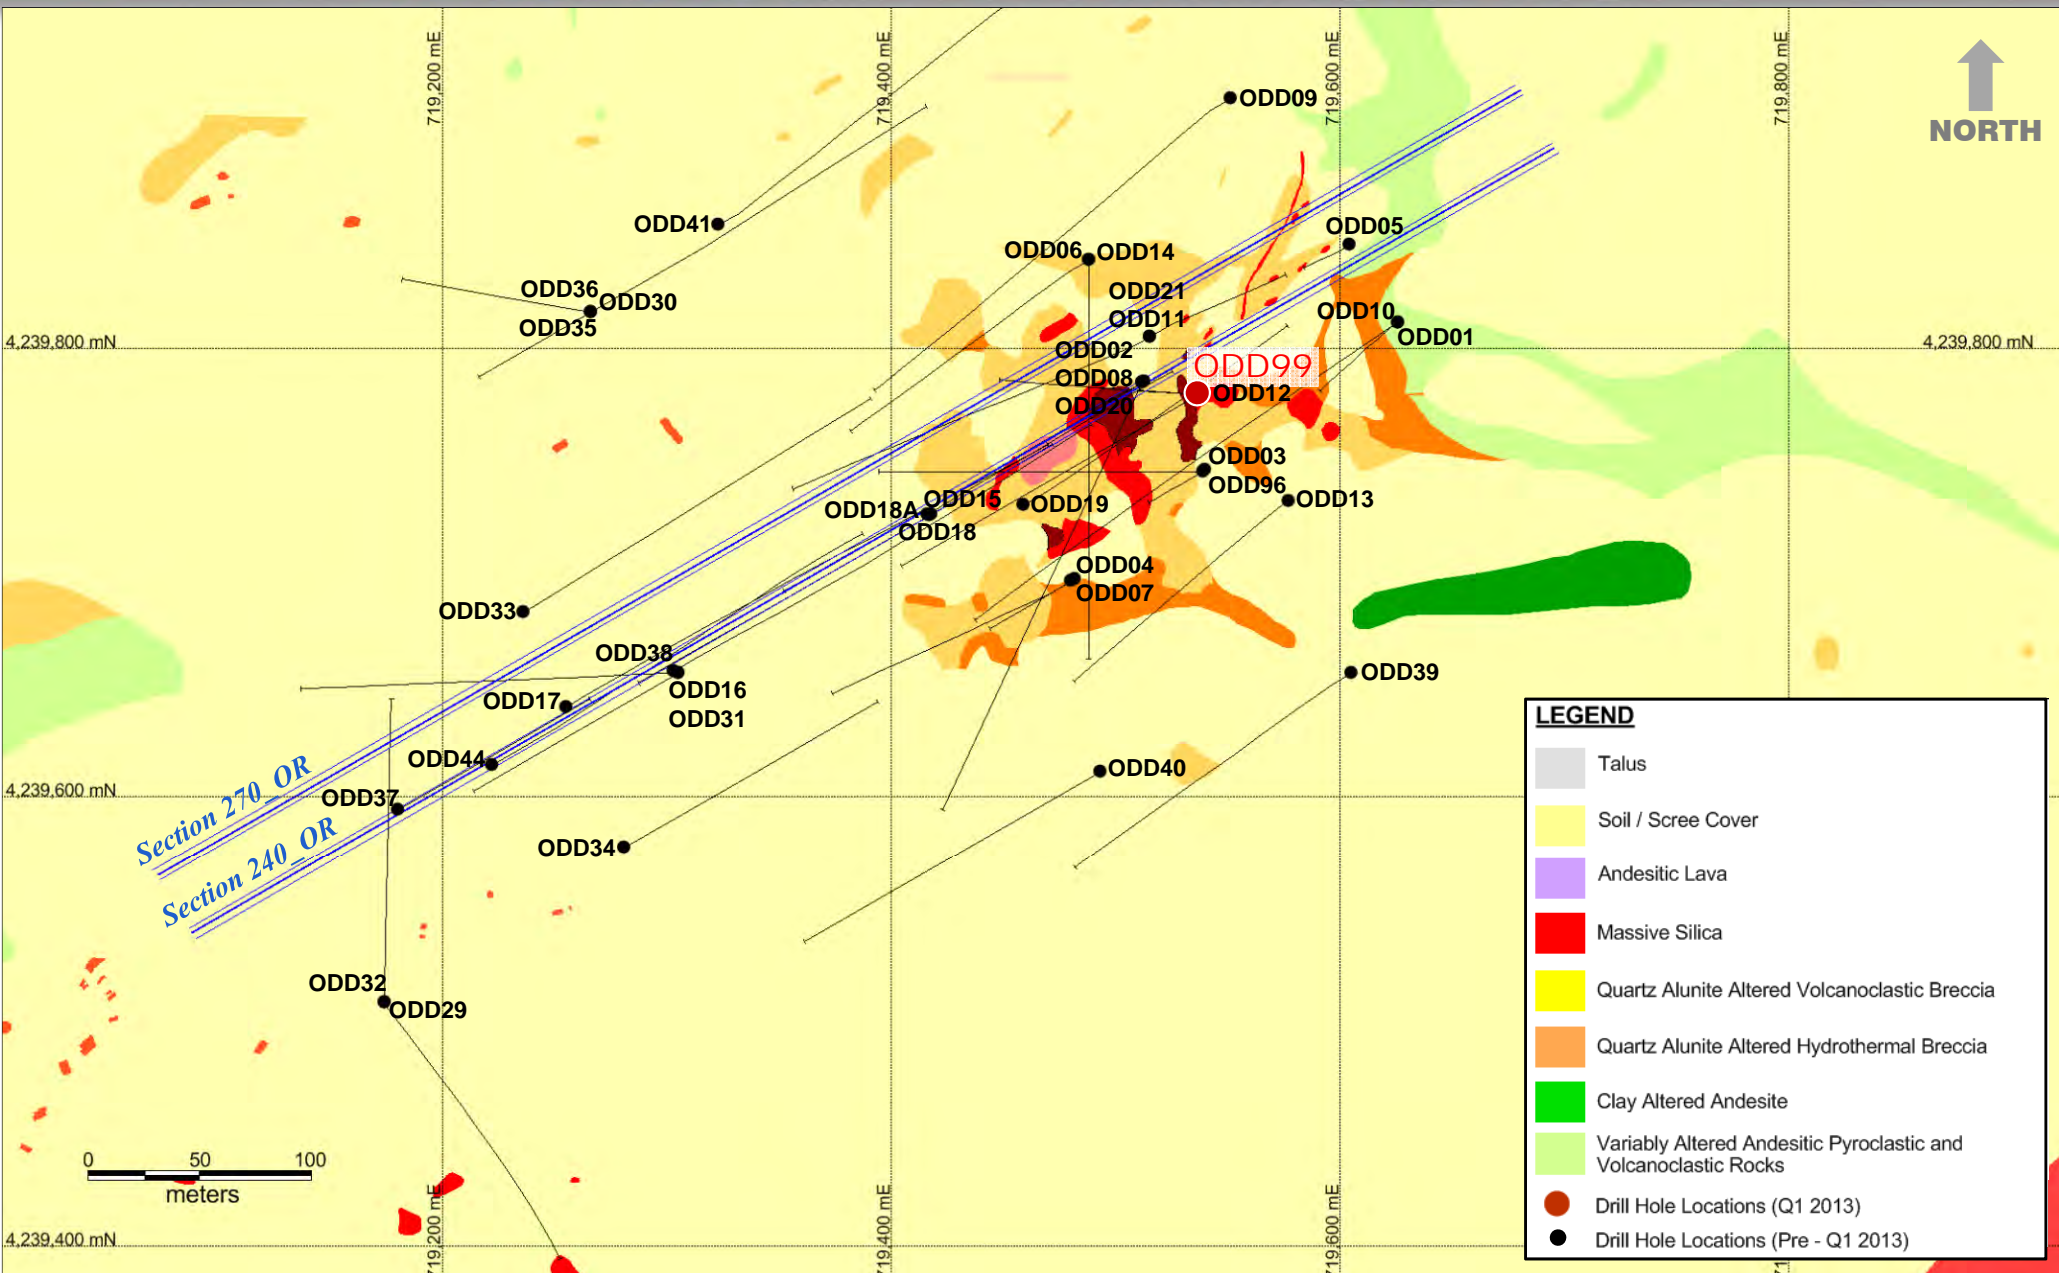 719,200 mE
719,400 mE
719,600 mE
719,800 mE
NORTH
ODD09
ODD41
ODD05
ODD06
ODD14
ODD36
ODD30
ODD35
ODD21
ODD11
ODD10
ODD01
4,239,800 mN
4,239,800 mN
ODD02
ODD99
ODD08
ODD12
ODD20
ODD03
ODD96
ODD13
ODD15
ODD18A
ODD19
ODD18
ODD04
ODD07
ODD33
ODD38
ODD16
ODD31
ODD17
ODD39
ODD44
ODD40
4,239,600 mN
ODD37
Section 270_OR
Section 240_OR
ODD34
ODD32
ODD29
LEGEND
Talus
Soil / Scree Cover
Andesitic Lava
Massive Silica
Quartz Alunite Altered Volcanoclastic Breccia
Quartz Alunite Altered Hydrothermal Breccia
Clay Altered Andesite
Variably Altered Andesitic Pyroclastic and
Volcanoclastic Rocks
Drill Hole Locations (Q1 2013)
Drill Hole Locations (Pre - Q1 2013)
0 50 100
meters
4,239,400 mN
719,200 mE
719,400 mE
719,600 mE